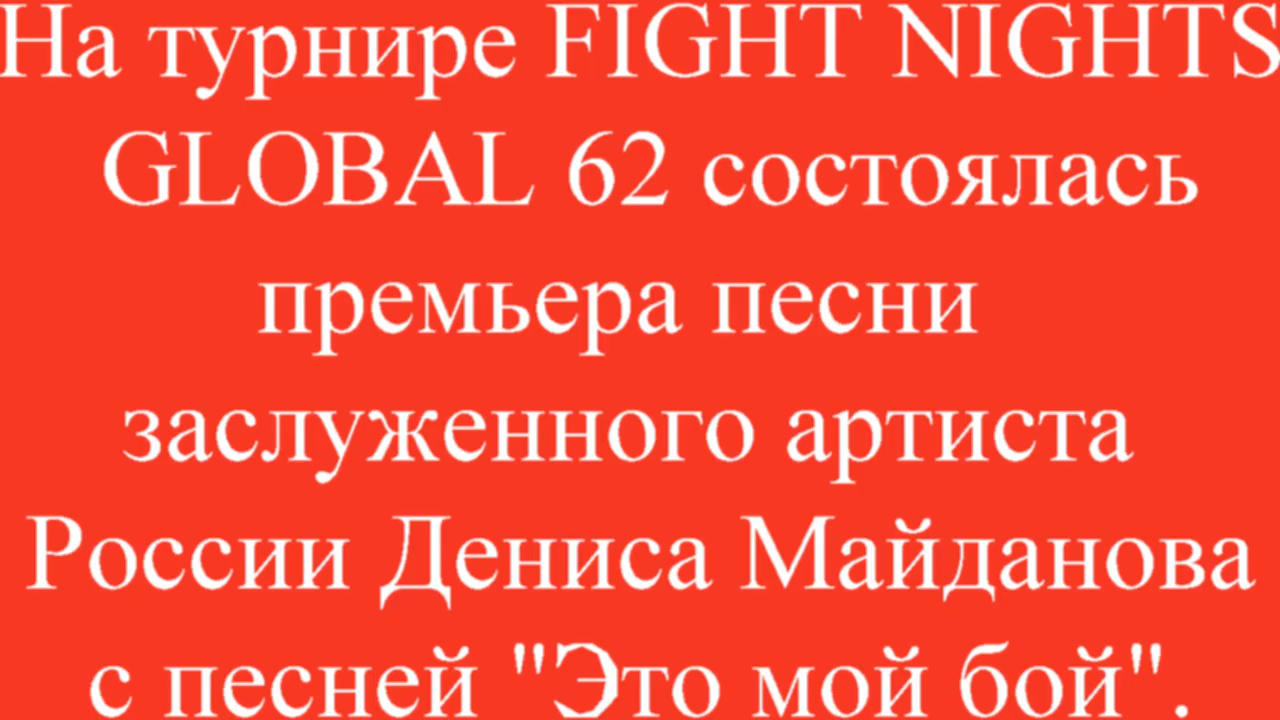 На турнире FIGHT NIGHTS
GLOBAL 62 состоялась
премьера песни
заслуженного артиста
России Дениса Майданова
с песней "Это мой бой".